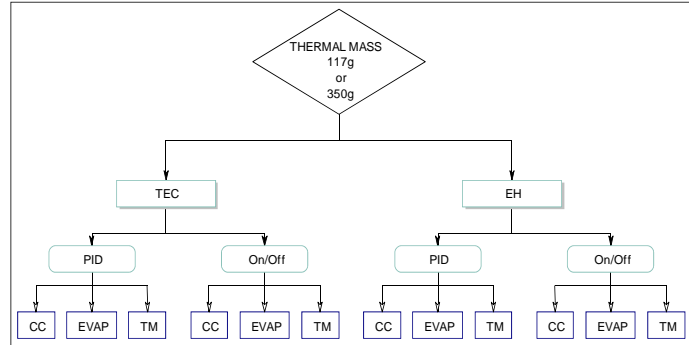 THERMAL MASS
117g
or
350g
TEC
EH
PID
On/Off
PID
On/Off
CC
EVAP
TM
CC
EVAP
TM
CC
EVAP
TM
CC
EVAP
TM